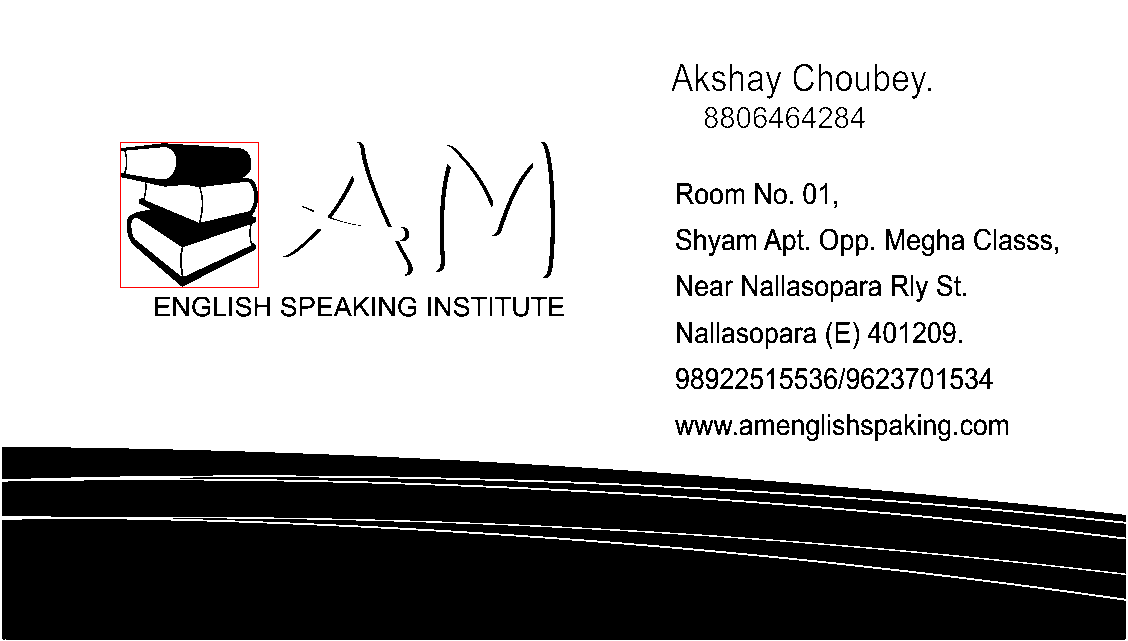 AM
ENGLISH SPEAKING INSTITUTE
Akshay Choubey.
8806464284
Room No. 01,
Shyam Apt. Opp. Megha Classs,
Near Nallasopara Rly St.
Nallasopara (E) 401209.
98922515536/9623701534
www.amenglishspaking.com